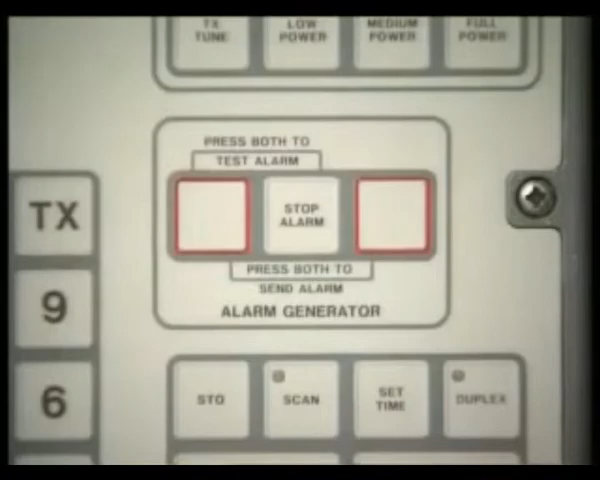 TX TUNE
LOW POWER
MEDIUM POWER
FULL POWER
PRESS BOTH TO
TEST ALARM
TX
STOP ALARM
PRESS BOTH TO
SEND ALARM
9
ALARM GENERATOR
6
STO
SCAN
SET TIME
DUPLEX